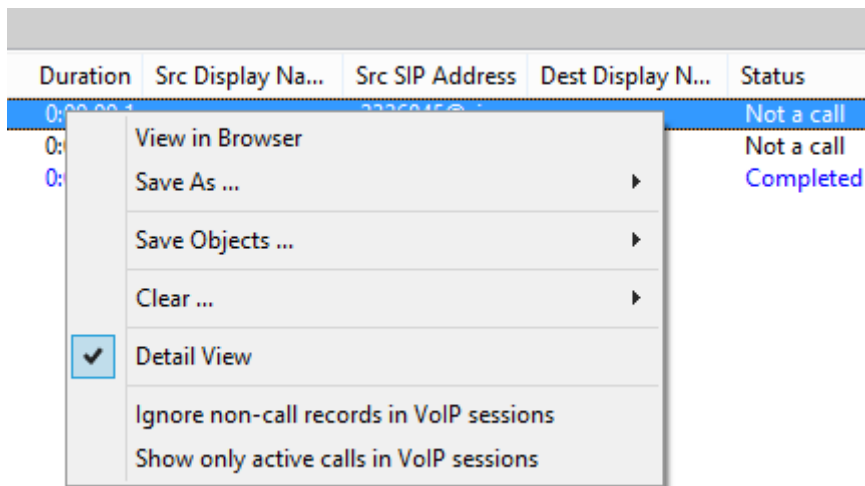 Duration Src Display Na... Src SIP Address Dest Display N... Status
Not a call
Not a call
Completed
View in Browser
Save As ...
Save Objects ...
Clear ...
Detail View
Ignore non-call records in VoIP sessions
Show only active calls in VoIP sessions